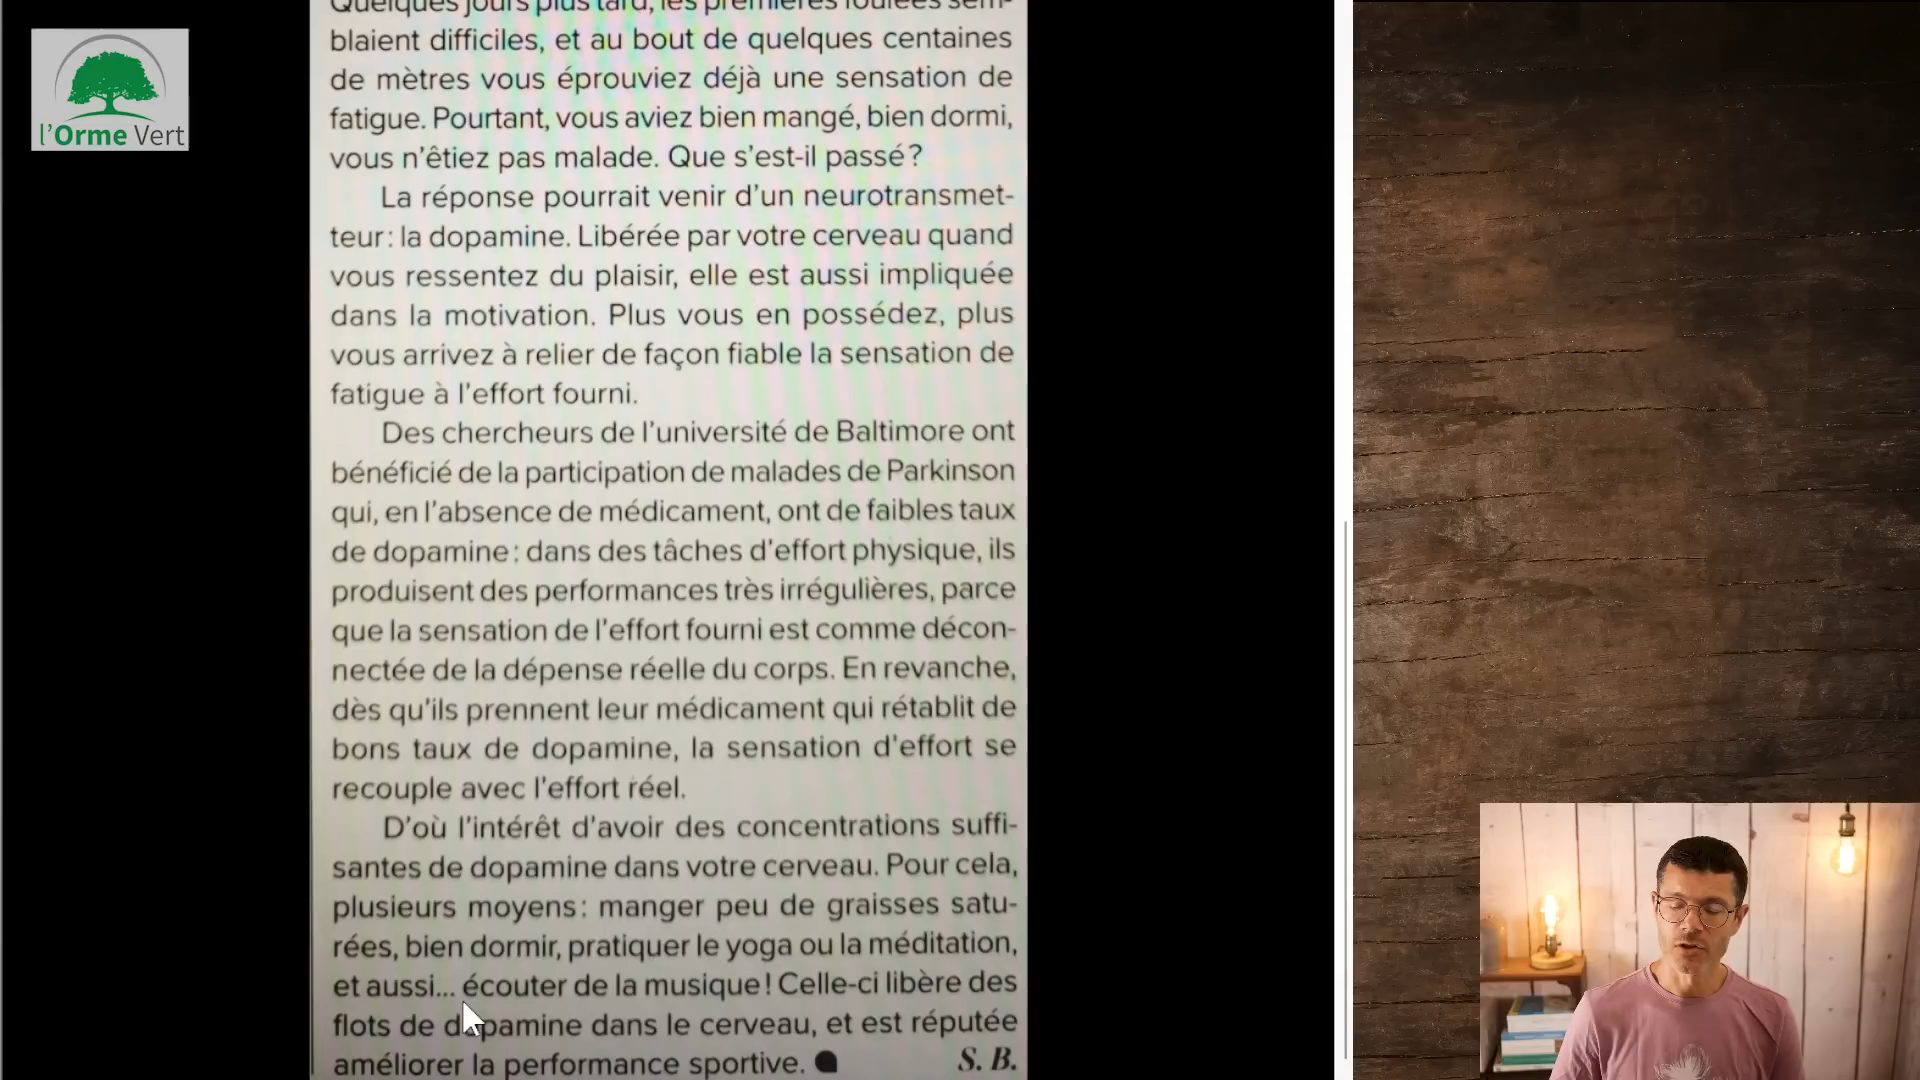 l'Orme Vert
Quelques jours plus tard, les premières foulées sem-
blaient difficiles, et au bout de quelques centaines
de mètres vous éprouviez déjà une sensation de
fatigue. Pourtant, vous aviez bien mangé, bien dormi,
vous n'êtiez pas malade. Que s'est-il passé ?
La réponse pourrait venir d'un neurotransmet-
teur : la dopamine. Libérée par votre cerveau quand
vous ressentez du plaisir, elle est aussi impliquée
dans la motivation. Plus vous en possédez, plus
vous arrivez à relier de façon fiable la sensation de
fatigue à l'effort fourni.
Des chercheurs de l'université de Baltimore ont
bénéficié de la participation de malades de Parkinson
qui, en l'absence de médicament, ont de faibles taux
de dopamine : dans des tâches d'effort physique, ils
produisent des performances très irrégulières, parce
que la sensation de l'effort fourni est comme décon-
nectée de la dépense réelle du corps. En revanche,
dès qu'ils prennent leur médicament qui rétablit de
bons taux de dopamine, la sensation d'effort se
recouple avec l'effort réel.
D'où l'intérêt d'avoir des concentrations suffi-
santes de dopamine dans votre cerveau. Pour cela,
plusieurs moyens : manger peu de graisses satu-
rées, bien dormir, pratiquer le yoga ou la méditation,
et aussi... écouter de la musique ! Celle-ci libère des
flots de dopamine dans le cerveau, et est réputée
améliorer la performance sportive.
S. B.